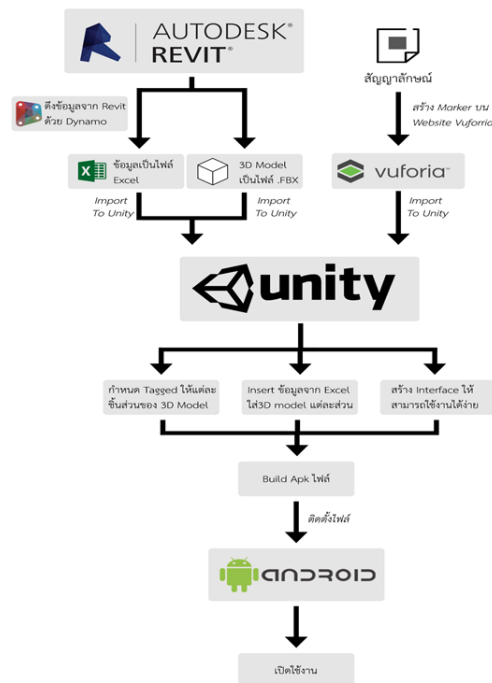 AUTODESK®
REVIT®
สัญญาลักษณ์
ดึงข้อมูลจาก Revit
ด้วย Dynamo
สร้าง Marker บน
Website Vuforria
ข้อมูลเป็นไฟล์
Excel
3D Model
เป็นไฟล์ .FBX
vuforia™
Import
To Unity
Import
To Unity
Import
To Unity
unity
กำหนด Tagged ให้แต่ละ
ชิ้นส่วนของ 3D Model
Insert ข้อมูลจาก Excel
ใส่3D model แต่ละส่วน
สร้าง Interface ให้
สามารถใช้งานได้ง่าย
Build Apk ไฟล์
ติดตั้งไฟล์
ANDROID
เปิดใช้งาน